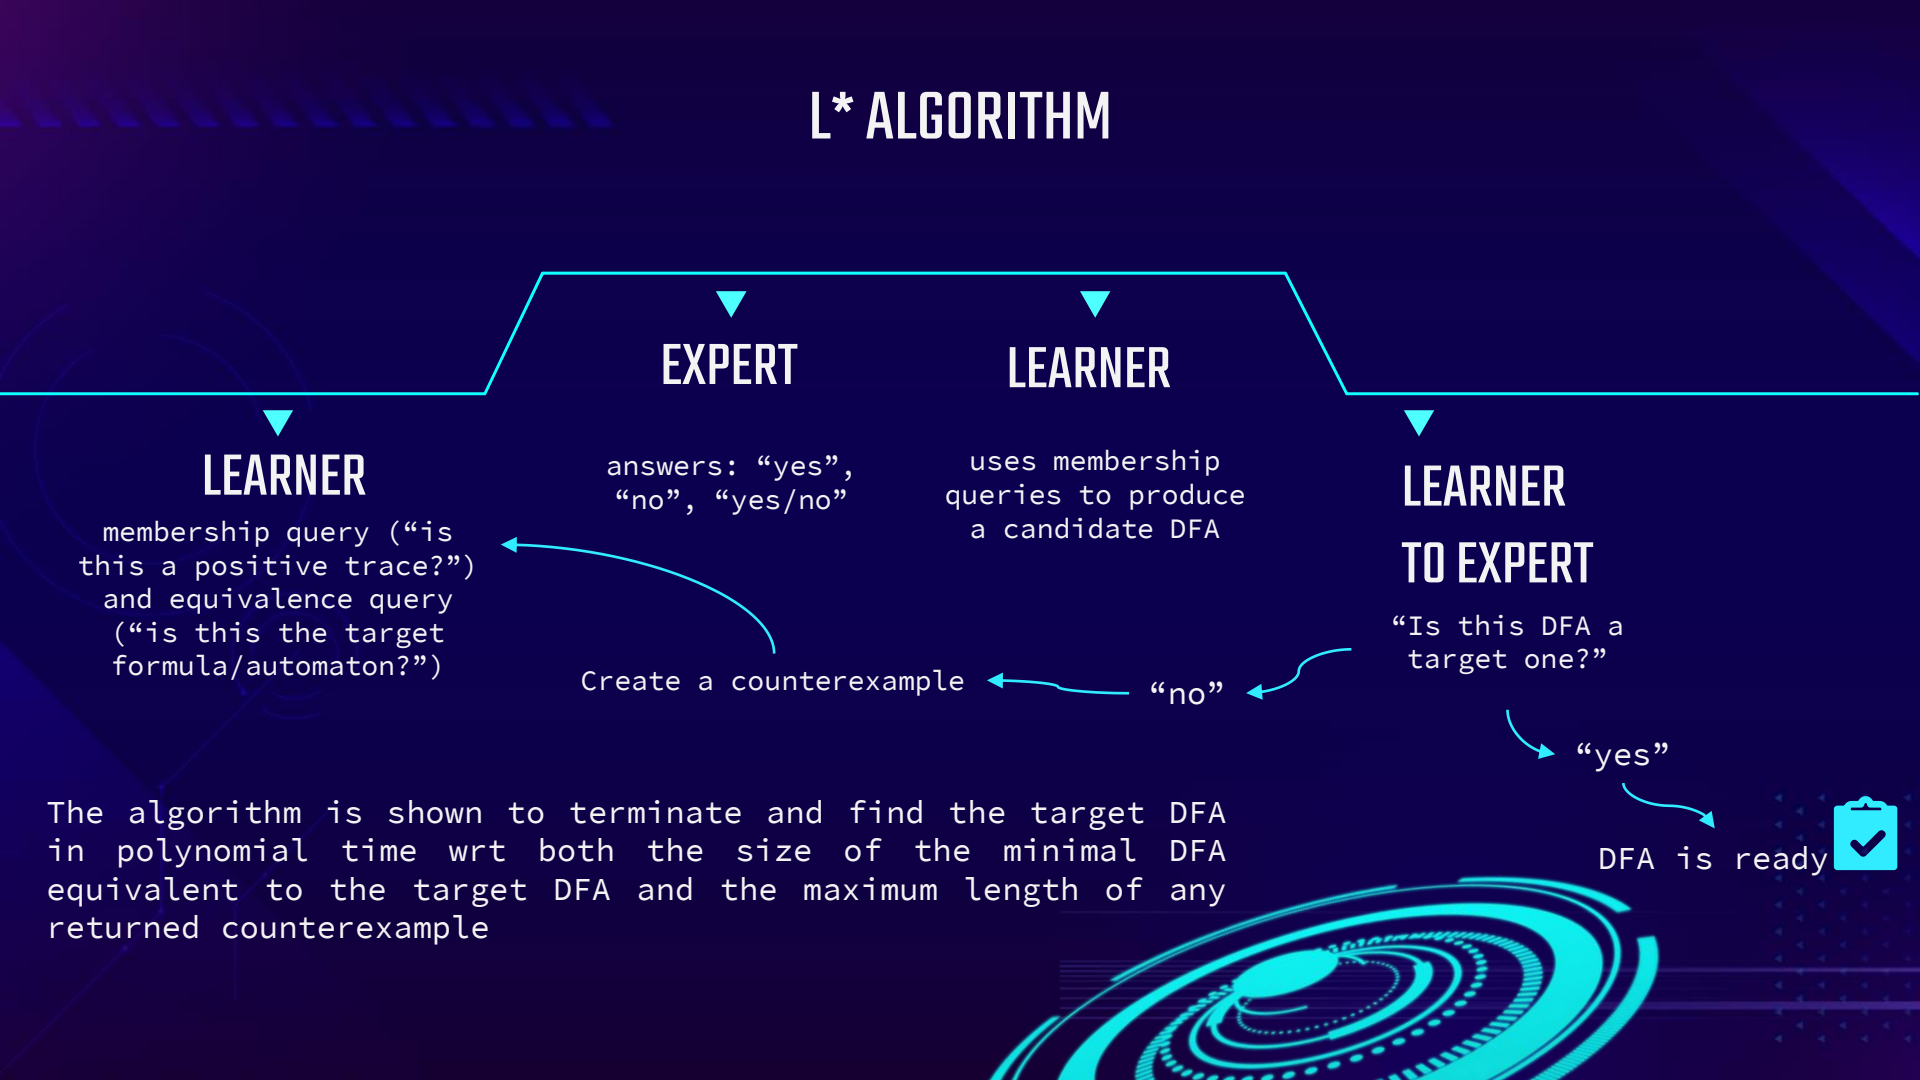 L* ALGORITHM
EXPERT
LEARNER
LEARNER
LEARNER
TO EXPERT
membership query (“is
this a positive trace?”)
and equivalence query
(“is this the target
formula/automaton?”)
answers: “yes”,
“no”, “yes/no”
uses membership
queries to produce
a candidate DFA
“Is this DFA a
target one?”
Create a counterexample
“no”
“yes”
DFA is ready
The algorithm is shown to terminate and find the target DFA
in polynomial time wrt both the size of the minimal DFA
equivalent to the target DFA and the maximum length of any
returned counterexample